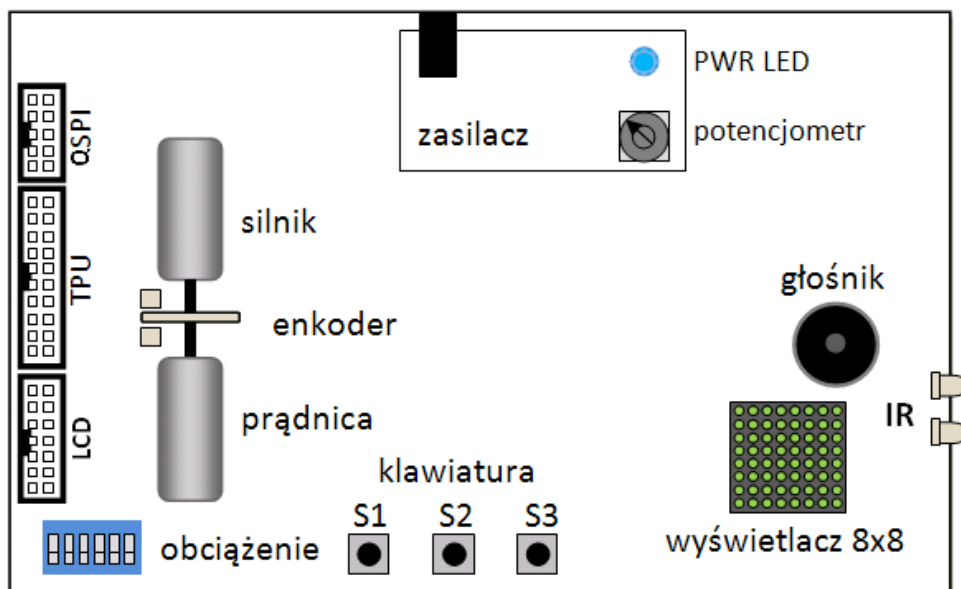 PWR LED
zasilacz
potencjometr
QSPI
silnik
TPU
głośnik
enkoder
prądnica
IR
LCD
klawiatura
S1 S2 S3
obciążenie
wyświetlacz 8x8